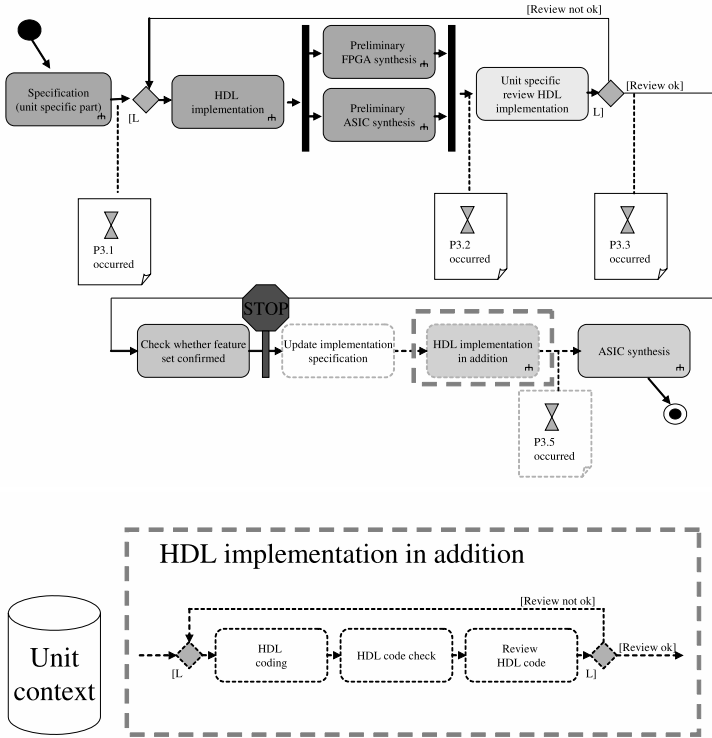 [Review not ok]
Specification
(unit specific part)
[L
HDL
implementation
Preliminary
FPGA synthesis
Preliminary
ASIC synthesis
Unit specific
review HDL
implementation
L]
[Review ok]
P3.1
occurred
P3.2
occurred
P3.3
occurred
STOP
Check whether feature
set confirmed
Update implementation
specification
HDL implementation
in addition
ASIC synthesis
P3.5
occurred
HDL implementation in addition
Unit
context
[Review not ok]
[L
HDL
coding
HDL code check
Review
HDL code
L]
[Review ok]